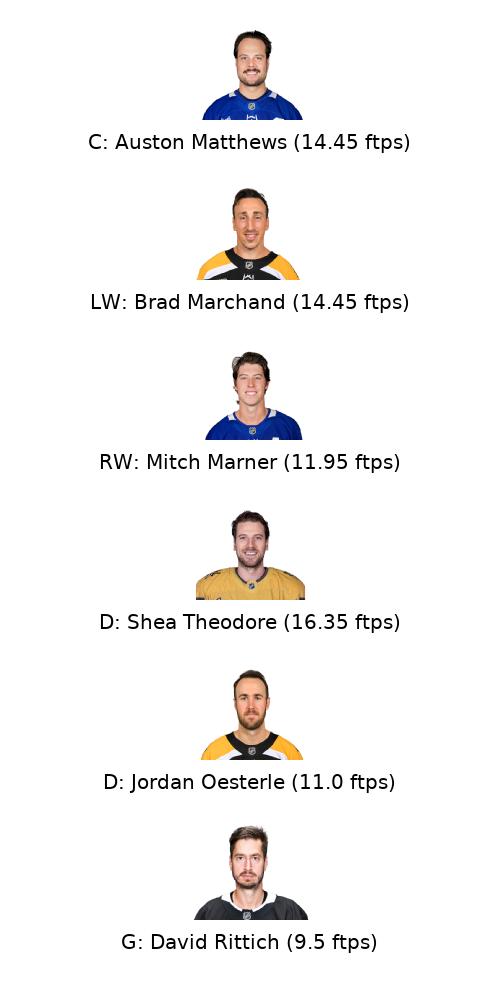 C: Auston Matthews (14.45 ftps)
LW: Brad Marchand (14.45 ftps)
RW: Mitch Marner (11.95 ftps)
D: Shea Theodore (16.35 ftps)
D: Jordan Oesterle (11.0 ftps)
G: David Rittich (9.5 ftps)